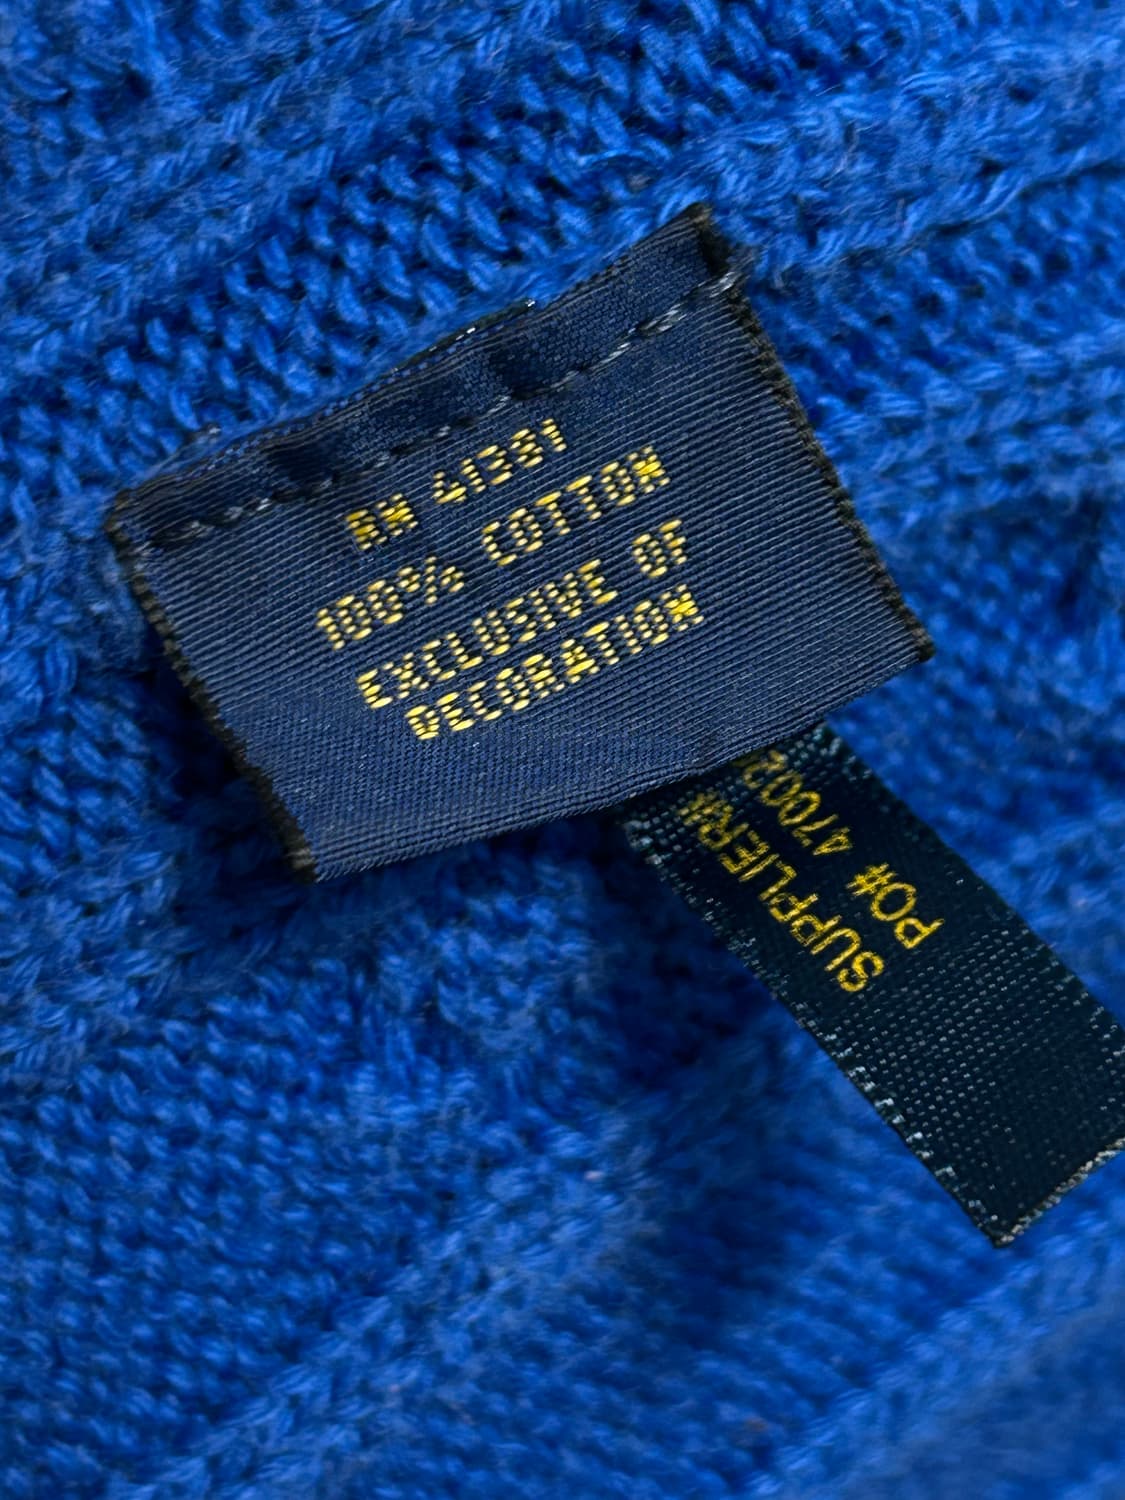 RN 41381
100% COTTON
EXCLUSIVE OF
DECORATION
SUPPLIER#
PO# 47002